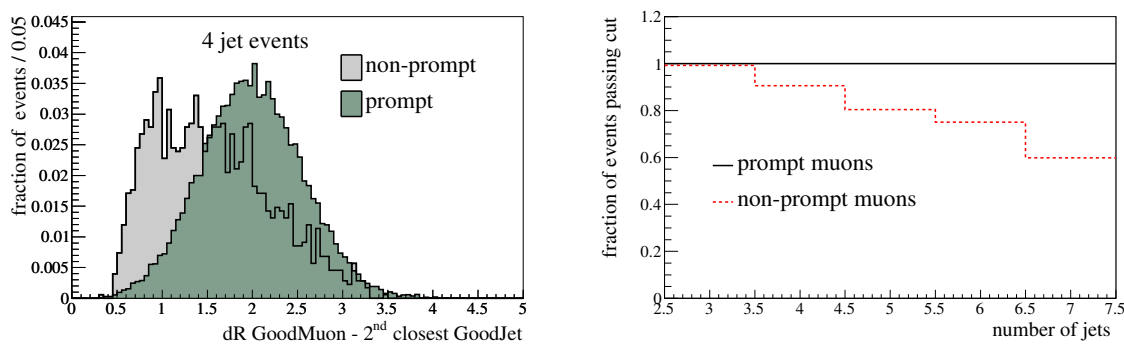 0.045
0.04
0.035
0.03
0.025
0.02
0.015
0.01
0.005
0
fraction of events / 0.05
4 jet events
non-prompt
prompt
0 0.5 1 1.5 2 2.5 3 3.5 4 4.5 5
dR GoodMuon - 2nd closest GoodJet
1.2
1
0.8
0.6
0.4
0.2
0
fraction of events passing cut
prompt muons
non-prompt muons
2.5 3 3.5 4 4.5 5 5.5 6 6.5 7 7.5
number of jets